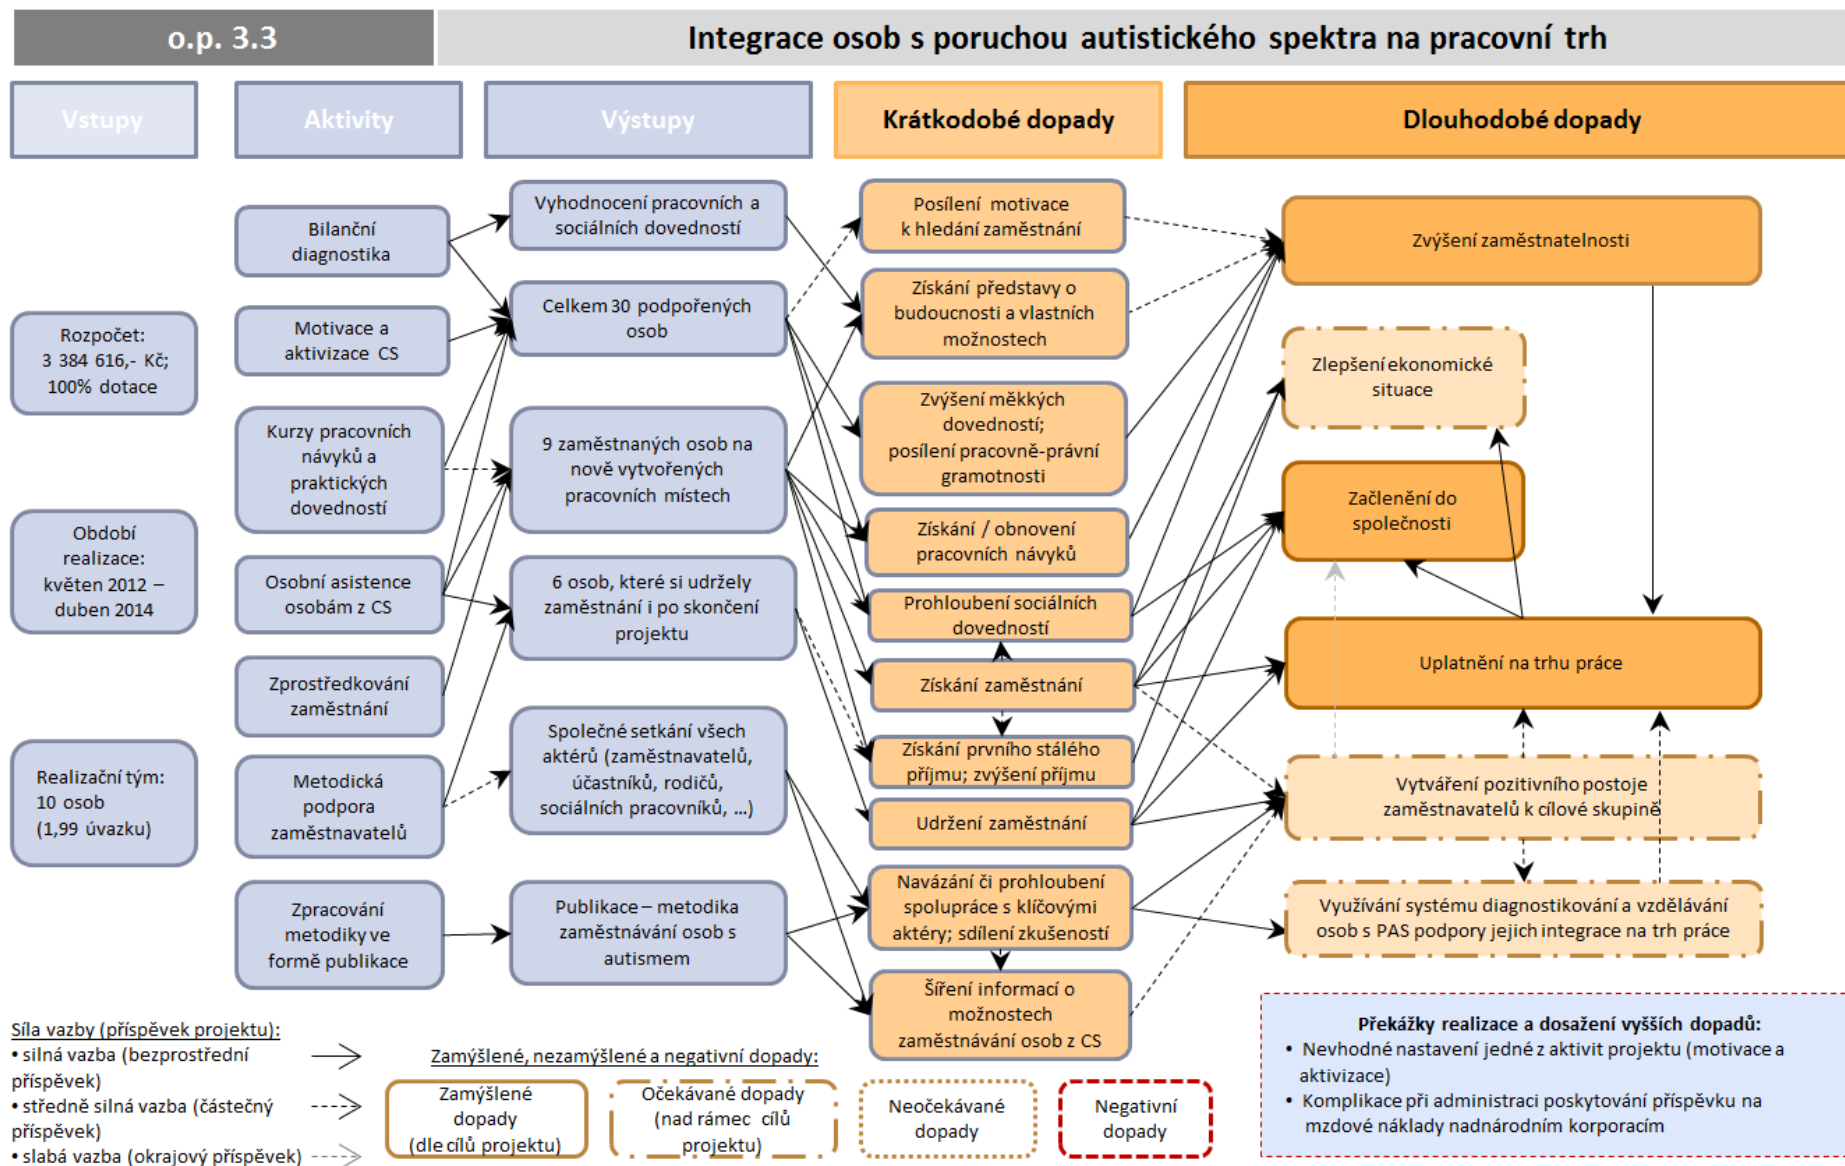 o.p. 3.3
Integrace osob s poruchou autistického spektra na pracovní trh
Vstupy
Aktivity
Výstupy
Krátkodobé dopady
Dlouhodobé dopady
Rozpočet:
3 384 616,- Kč;
100% dotace
Období
realizace:
květen 2012 –
duben 2014
Realizační tým:
10 osob
(1,99 úvazku)
Bilanční
diagnostika
Motivace a
aktivizace CS
Kurzy pracovních
návyků a
praktických
dovedností
Osobní asistence
osobám z CS
Zprostředkování
zaměstnání
Metodická
podpora
zaměstnavatelů
Zpracování
metodiky ve
formě publikace
Vyhodnocení pracovních a
sociálních dovedností
Celkem 30 podpořených
osob
9 zaměstnaných osob na
nově vytvořených
pracovních místech
6 osob, které si udržely
zaměstnání i po skončení
projektu
Společné setkání všech
aktérů (zaměstnavatelů,
účastníků, rodičů,
sociálních pracovníků, …)
Publikace – metodika
zaměstnávání osob s
autismem
Posílení motivace
k hledání zaměstnání
Získání představy o
budoucnosti a vlastních
možnostech
Zvýšení měkkých
dovedností;
posílení pracovně-právní
gramotnosti
Získání / obnovení
pracovních návyků
Prohloubení sociálních
dovedností
Získání zaměstnání
Získání prvního stálého
příjmu; zvýšení příjmu
Udržení zaměstnání
Navázání či prohloubení
spolupráce s klíčovými
aktéry; sdílení zkušeností
Šíření informací o
možnostech
zaměstnávání osob z CS
Zvýšení zaměstnatelnosti
Zlepšení ekonomické
situace
Začlenění do
společnosti
Uplatnění na trhu práce
Vytváření pozitivního postoje
zaměstnavatelů k cílové skupině
Využívání systému diagnostikování a vzdělávání
osob s PAS podpory jejich integrace na trh práce
Síla vazby (příspěvek projektu):
• silná vazba (bezprostřední
příspěvek)
• středně silná vazba (částečný
příspěvek)
• slabá vazba (okrajový příspěvek)
Zamýšlené, nezamýšlené a negativní dopady:
Zamýšlené
dopady
(dle cílů projektu)
Očekávané dopady
(nad rámec cílů
projektu)
Neočekávané
dopady
Negativní
dopady
Překážky realizace a dosažení vyšších dopadů:
• Nevhodné nastavení jedné z aktivit projektu (motivace a
aktivizace)
• Komplikace při administraci poskytování příspěvku na
mzdové náklady nadnárodním korporacím